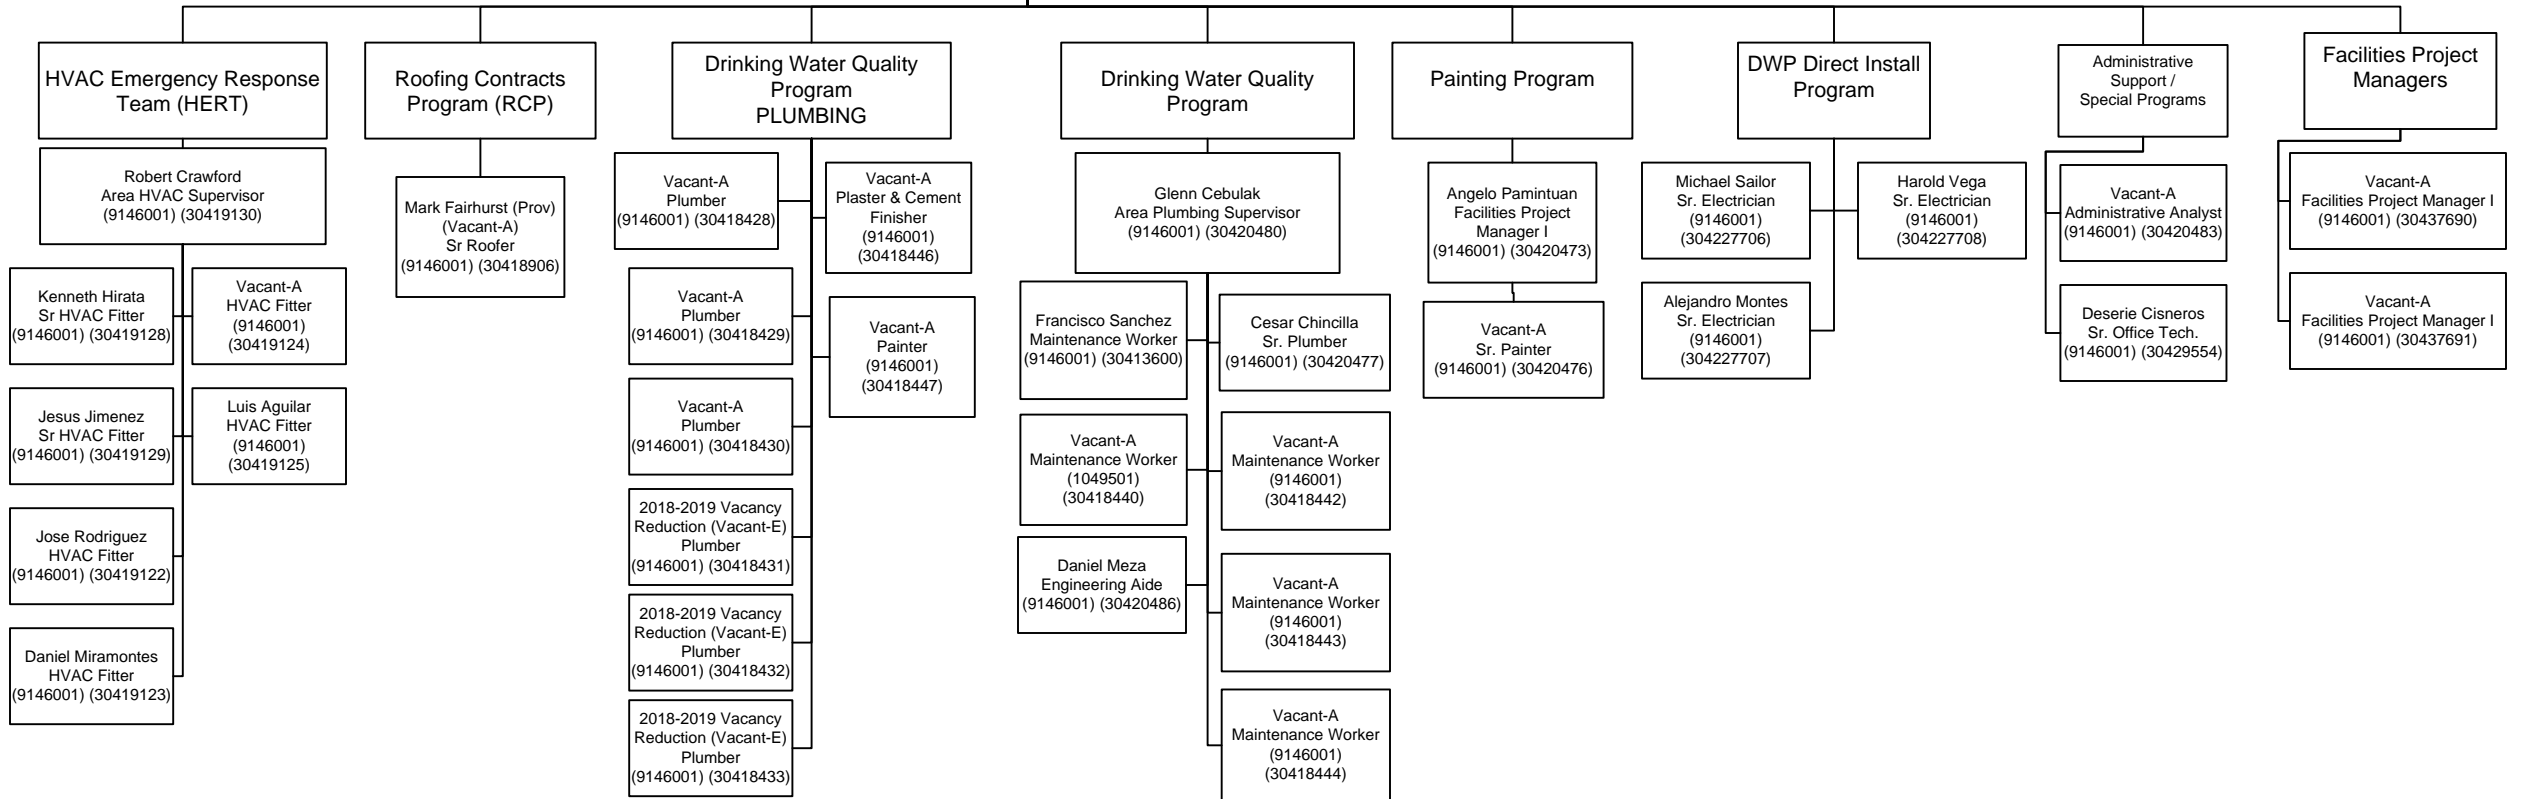 HVAC Emergency Response
Team (HERT)
Robert Crawford
Area HVAC Supervisor
(9146001) (30419130)
Kenneth Hirata
Sr HVAC Fitter
(9146001) (30419128)
Vacant-A
HVAC Fitter
(9146001)
(30419124)
Jesus Jimenez
Sr HVAC Fitter
(9146001) (30419129)
Luis Aguilar
HVAC Fitter
(9146001)
(30419125)
Jose Rodriguez
HVAC Fitter
(9146001) (30419122)
Daniel Miramontes
HVAC Fitter
(9146001) (30419123)
Roofing Contracts
Program (RCP)
Mark Fairhurst (Prov)
(Vacant-A)
Sr Roofer
(9146001) (30418906)
Drinking Water Quality
Program
PLUMBING
Vacant-A
Plumber
(9146001) (30418428)
Vacant-A
Plaster & Cement
Finisher
(9146001)
(30418446)
Vacant-A
Plumber
(9146001) (30418429)
Vacant-A
Painter
(9146001)
(30418447)
Vacant-A
Plumber
(9146001) (30418430)
2018-2019 Vacancy
Reduction (Vacant-E)
Plumber
(9146001) (30418431)
2018-2019 Vacancy
Reduction (Vacant-E)
Plumber
(9146001) (30418432)
2018-2019 Vacancy
Reduction (Vacant-E)
Plumber
(9146001) (30418433)
Drinking Water Quality
Program
Glenn Cebulak
Area Plumbing Supervisor
(9146001) (30420480)
Francisco Sanchez
Maintenance Worker
(9146001) (30413600)
Cesar Chincilla
Sr. Plumber
(9146001) (30420477)
Vacant-A
Maintenance Worker
(1049501)
(30418440)
Vacant-A
Maintenance Worker
(9146001)
(30418442)
Daniel Meza
Engineering Aide
(9146001) (30420486)
Vacant-A
Maintenance Worker
(9146001)
(30418443)
Vacant-A
Maintenance Worker
(9146001)
(30418444)
Painting Program
Angelo Pamintuan
Facilities Project
Manager I
(9146001) (30420473)
Vacant-A
Sr. Painter
(9146001) (30420476)
DWP Direct Install
Program
Michael Sailor
Sr. Electrician
(9146001)
(304227706)
Harold Vega
Sr. Electrician
(9146001)
(304227708)
Alejandro Montes
Sr. Electrician
(9146001)
(304227707)
Administrative
Support /
Special Programs
Vacant-A
Administrative Analyst
(9146001) (30420483)
Deserie Cisneros
Sr. Office Tech.
(9146001) (30429554)
Facilities Project
Managers
Vacant-A
Facilities Project Manager I
(9146001) (30437690)
Vacant-A
Facilities Project Manager I
(9146001) (30437691)